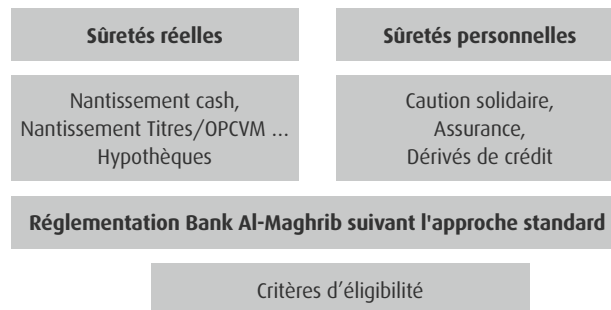 Sûretés réelles
Sûretés personnelles
Nantissement cash,
Nantissement Titres/OPCVM ...
Hypothèques
Caution solidaire,
Assurance,
Dérivés de crédit
Réglementation Bank Al-Maghrib suivant l'approche standard
Critères d’éligibilité